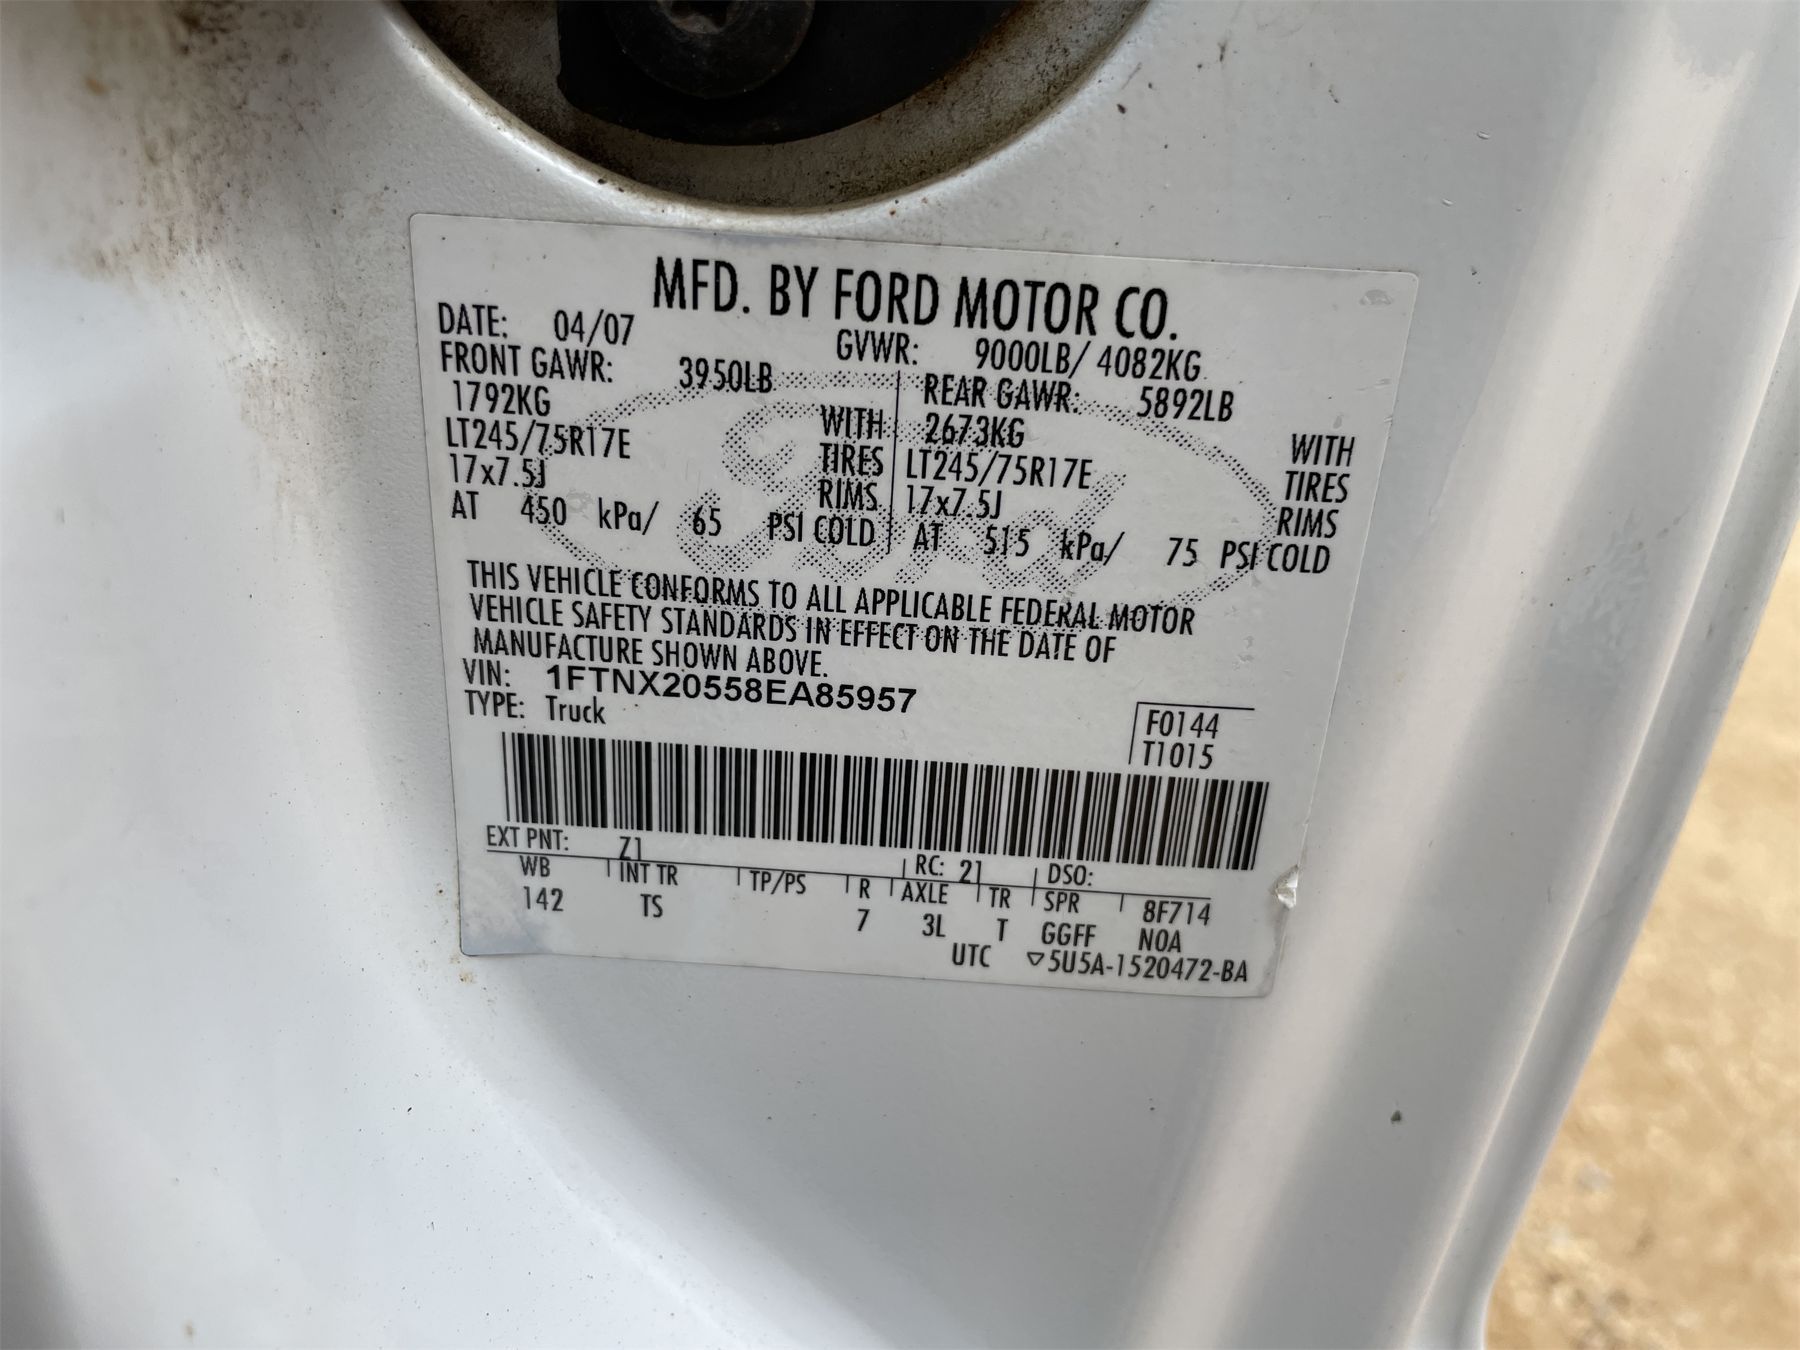 MFD. BY FORD MOTOR CO.
DATE: 04/07 GVWR: 9000LB/ 4082KG
FRONT GAWR: 3950LB REAR GAWR: 5892LB
1792KG WITH 2673KG WITH
LT245/75R17E TIRES LT245/75R17E TIRES
17x7.5J RIMS 17x7.5J RIMS
AT 450 kPa/ 65 PSI COLD AT 515 kPa/ 75 PSI COLD
THIS VEHICLE CONFORMS TO ALL APPLICABLE FEDERAL MOTOR
VEHICLE SAFETY STANDARDS IN EFFECT ON THE DATE OF
MANUFACTURE SHOWN ABOVE.
VIN: 1FTNX20558EA85957
TYPE: Truck
F0144
T1015
EXT PNT: Z1 RC: 21 DSO:
WB INT TR TP/PS R AXLE TR SPR 8F714
142 TS 7 3L T GGFF N0A
UTC ▽5U5A-1520472-BA
Ford